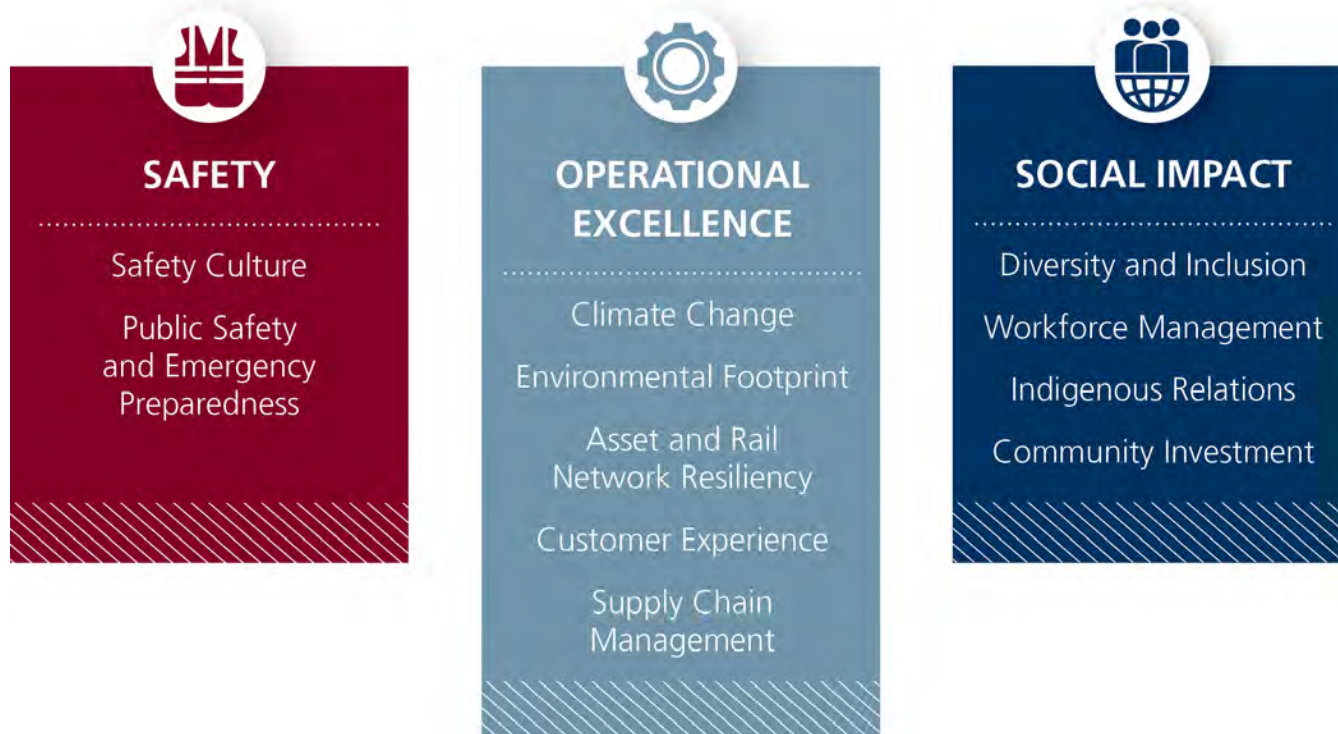 SAFETY
Safety Culture
Public Safety
and Emergency
Preparedness
OPERATIONAL
EXCELLENCE
Climate Change
Environmental Footprint
Asset and Rail
Network Resiliency
Customer Experience
Supply Chain
Management
SOCIAL IMPACT
Diversity and Inclusion
Workforce Management
Indigenous Relations
Community Investment